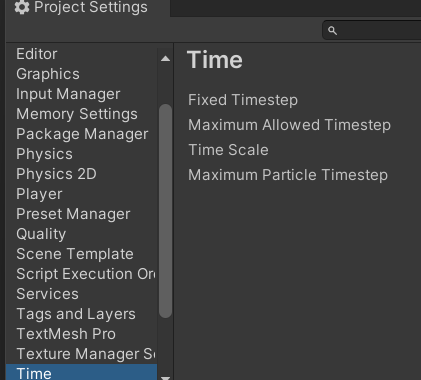 Project Settings
Editor
Graphics
Input Manager
Memory Settings
Package Manager
Physics
Physics 2D
Player
Preset Manager
Quality
Scene Template
Script Execution Or
Services
Tags and Layers
TextMesh Pro
Texture Manager Se
Time
Time
Fixed Timestep
Maximum Allowed Timestep
Time Scale
Maximum Particle Timestep